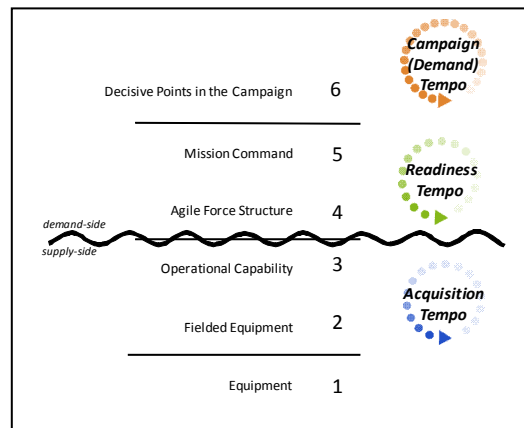 Campaign
(Demand)
Tempo
Decisive Points in the Campaign 6
Mission Command 5
Readiness
Tempo
Agile Force Structure 4
demand-side
supply-side
Operational Capability 3
Acquisition
Tempo
Fielded Equipment 2
Equipment 1